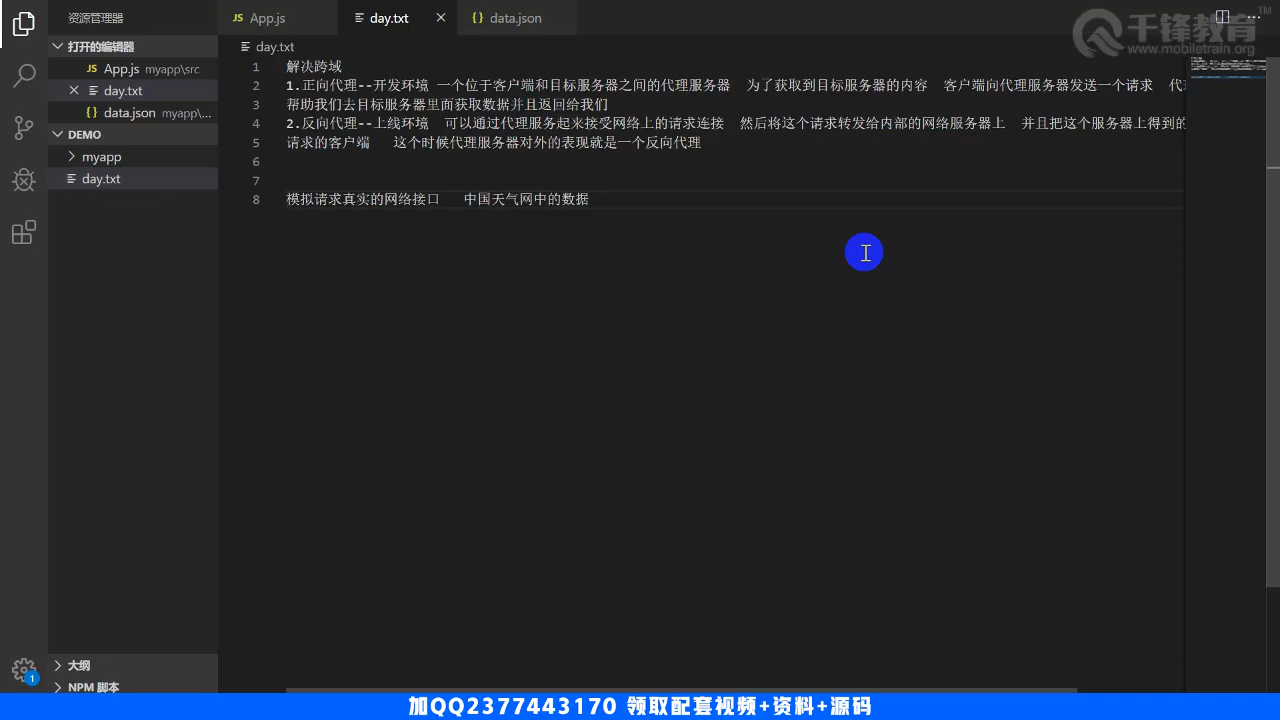 资源管理器
JS App.js
day.txt
{} data.json
千锋教育
TM
www.mobiletrain.org
打开的编辑器
JS App.js myapp\src
day.txt
{} data.json myapp\...
DEMO
myapp
day.txt
day.txt
1 解决跨域
2 1.正向代理--开发环境 一个位于客户端和目标服务器之间的代理服务器 为了获取到目标服务器的内容 客户端向代理服务器发送一个请求 代
3 帮助我们去目标服务器里面获取数据并且返回给我们
4 2.反向代理--上线环境 可以通过代理服务起来接受网络上的请求连接 然后将这个请求转发给内部的网络服务器上 并且把这个服务器上得到的
5 请求的客户端 这个时候代理服务器对外的表现就是一个反向代理
6
7
8 模拟请求真实的网络接口 中国天气网中的数据
大纲
NPM 脚本
1
加QQ2377443170 领取配套视频+资料+源码